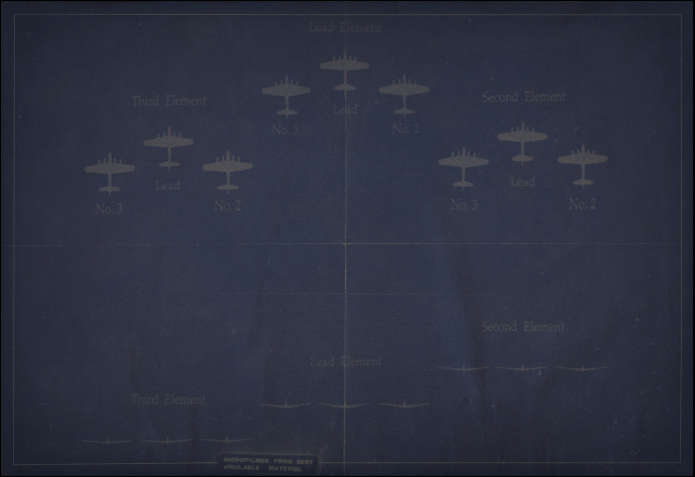 Lead Element
Third Element
Second Element
No. 3
Lead
No. 2
No. 3
Lead
No. 2
No. 3
Lead
No. 2
Second Element
Lead Element
Third Element
MICROFILMED FROM BEST
AVAILABLE MATERIAL